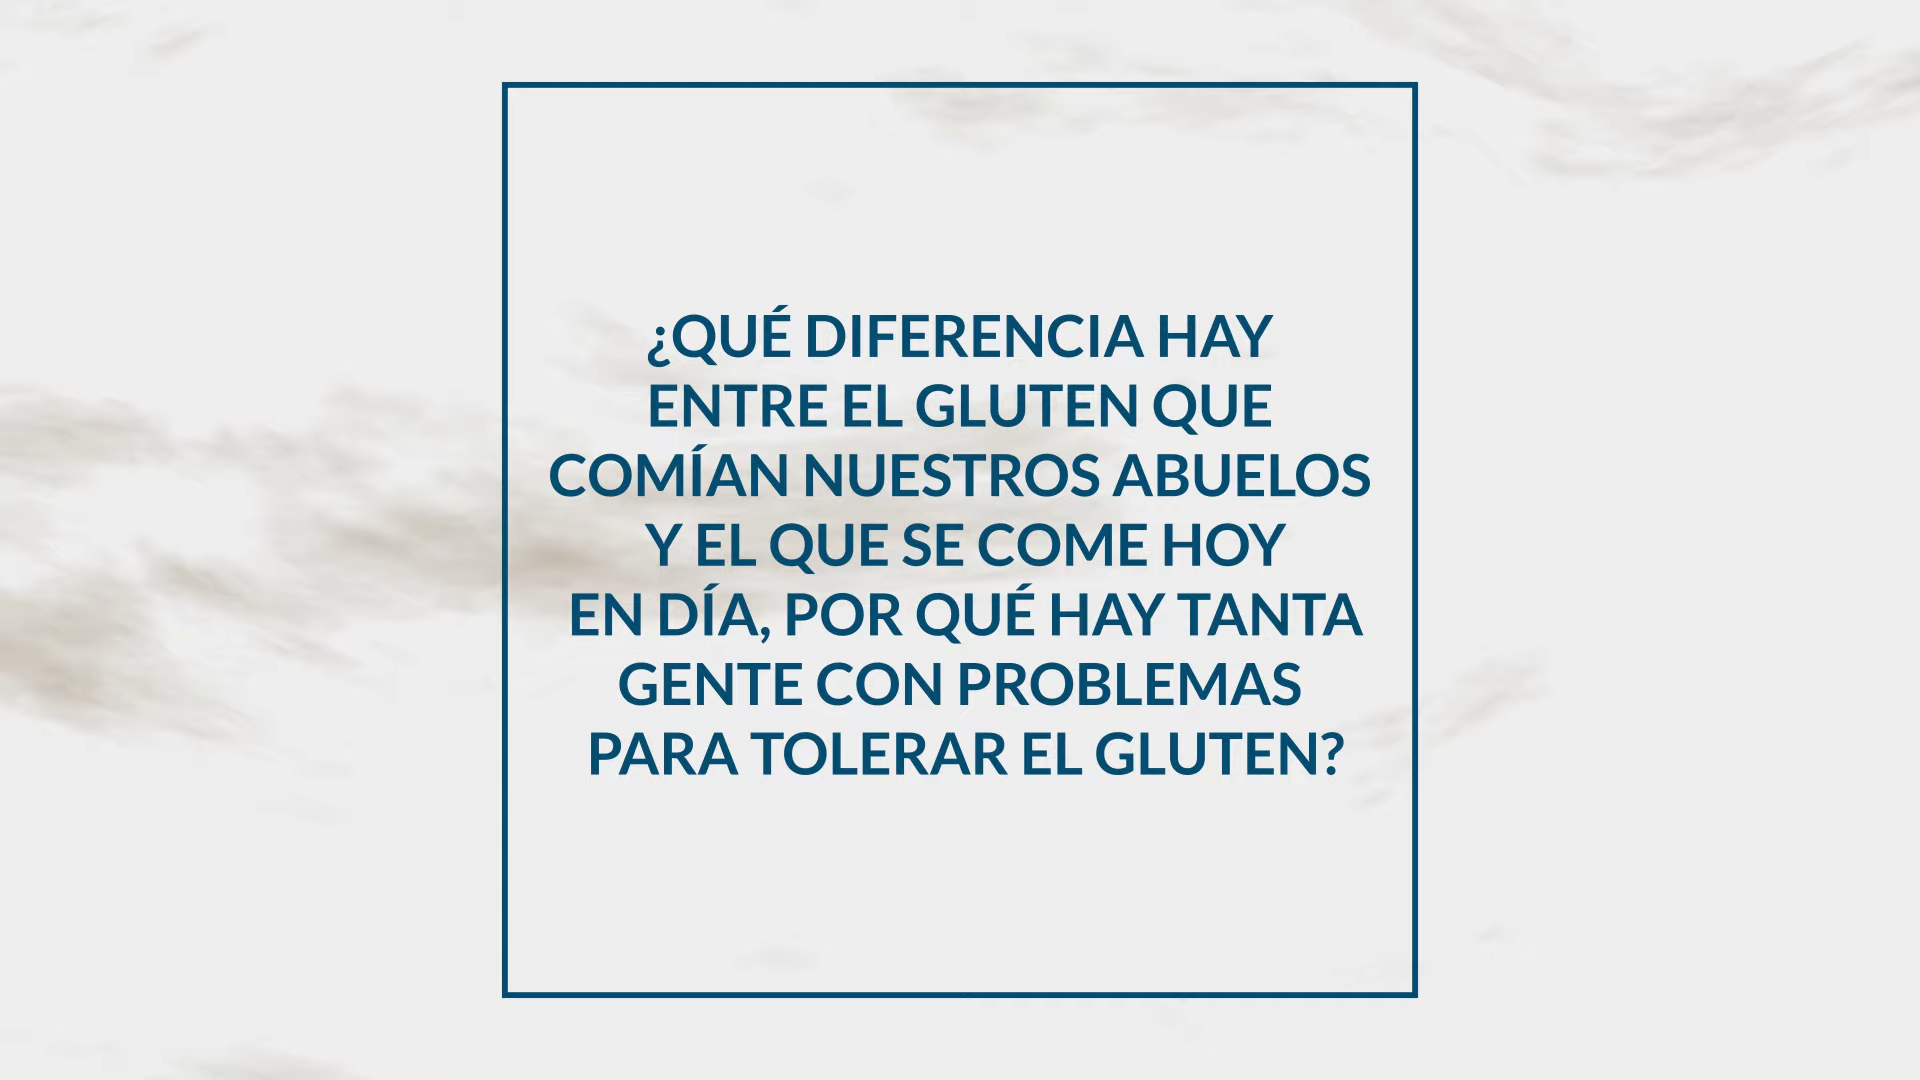 ¿QUÉ DIFERENCIA HAY
ENTRE EL GLUTEN QUE
COMÍAN NUESTROS ABUELOS
Y EL QUE SE COME HOY
EN DÍA, POR QUÉ HAY TANTA
GENTE CON PROBLEMAS
PARA TOLERAR EL GLUTEN?